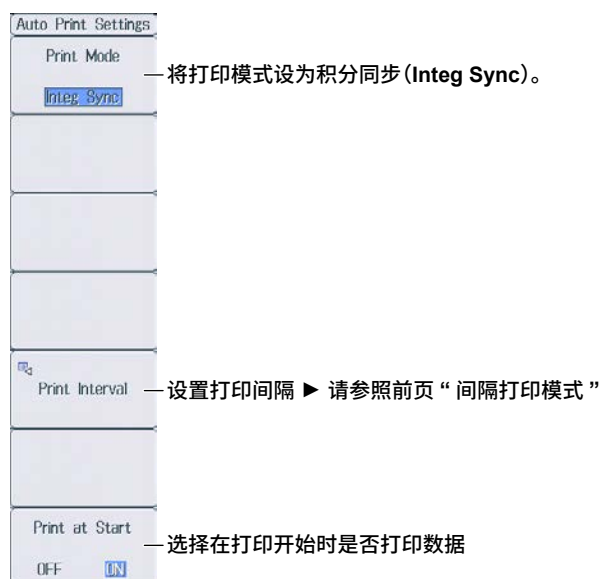 Auto Print Settings
Print Mode
Integ Sync
将打印模式设为积分同步(Integ Sync)。
Print Interval
设置打印间隔 ► 请参照前页 “ 间隔打印模式 ”
Print at Start
OFF ON
选择在打印开始时是否打印数据